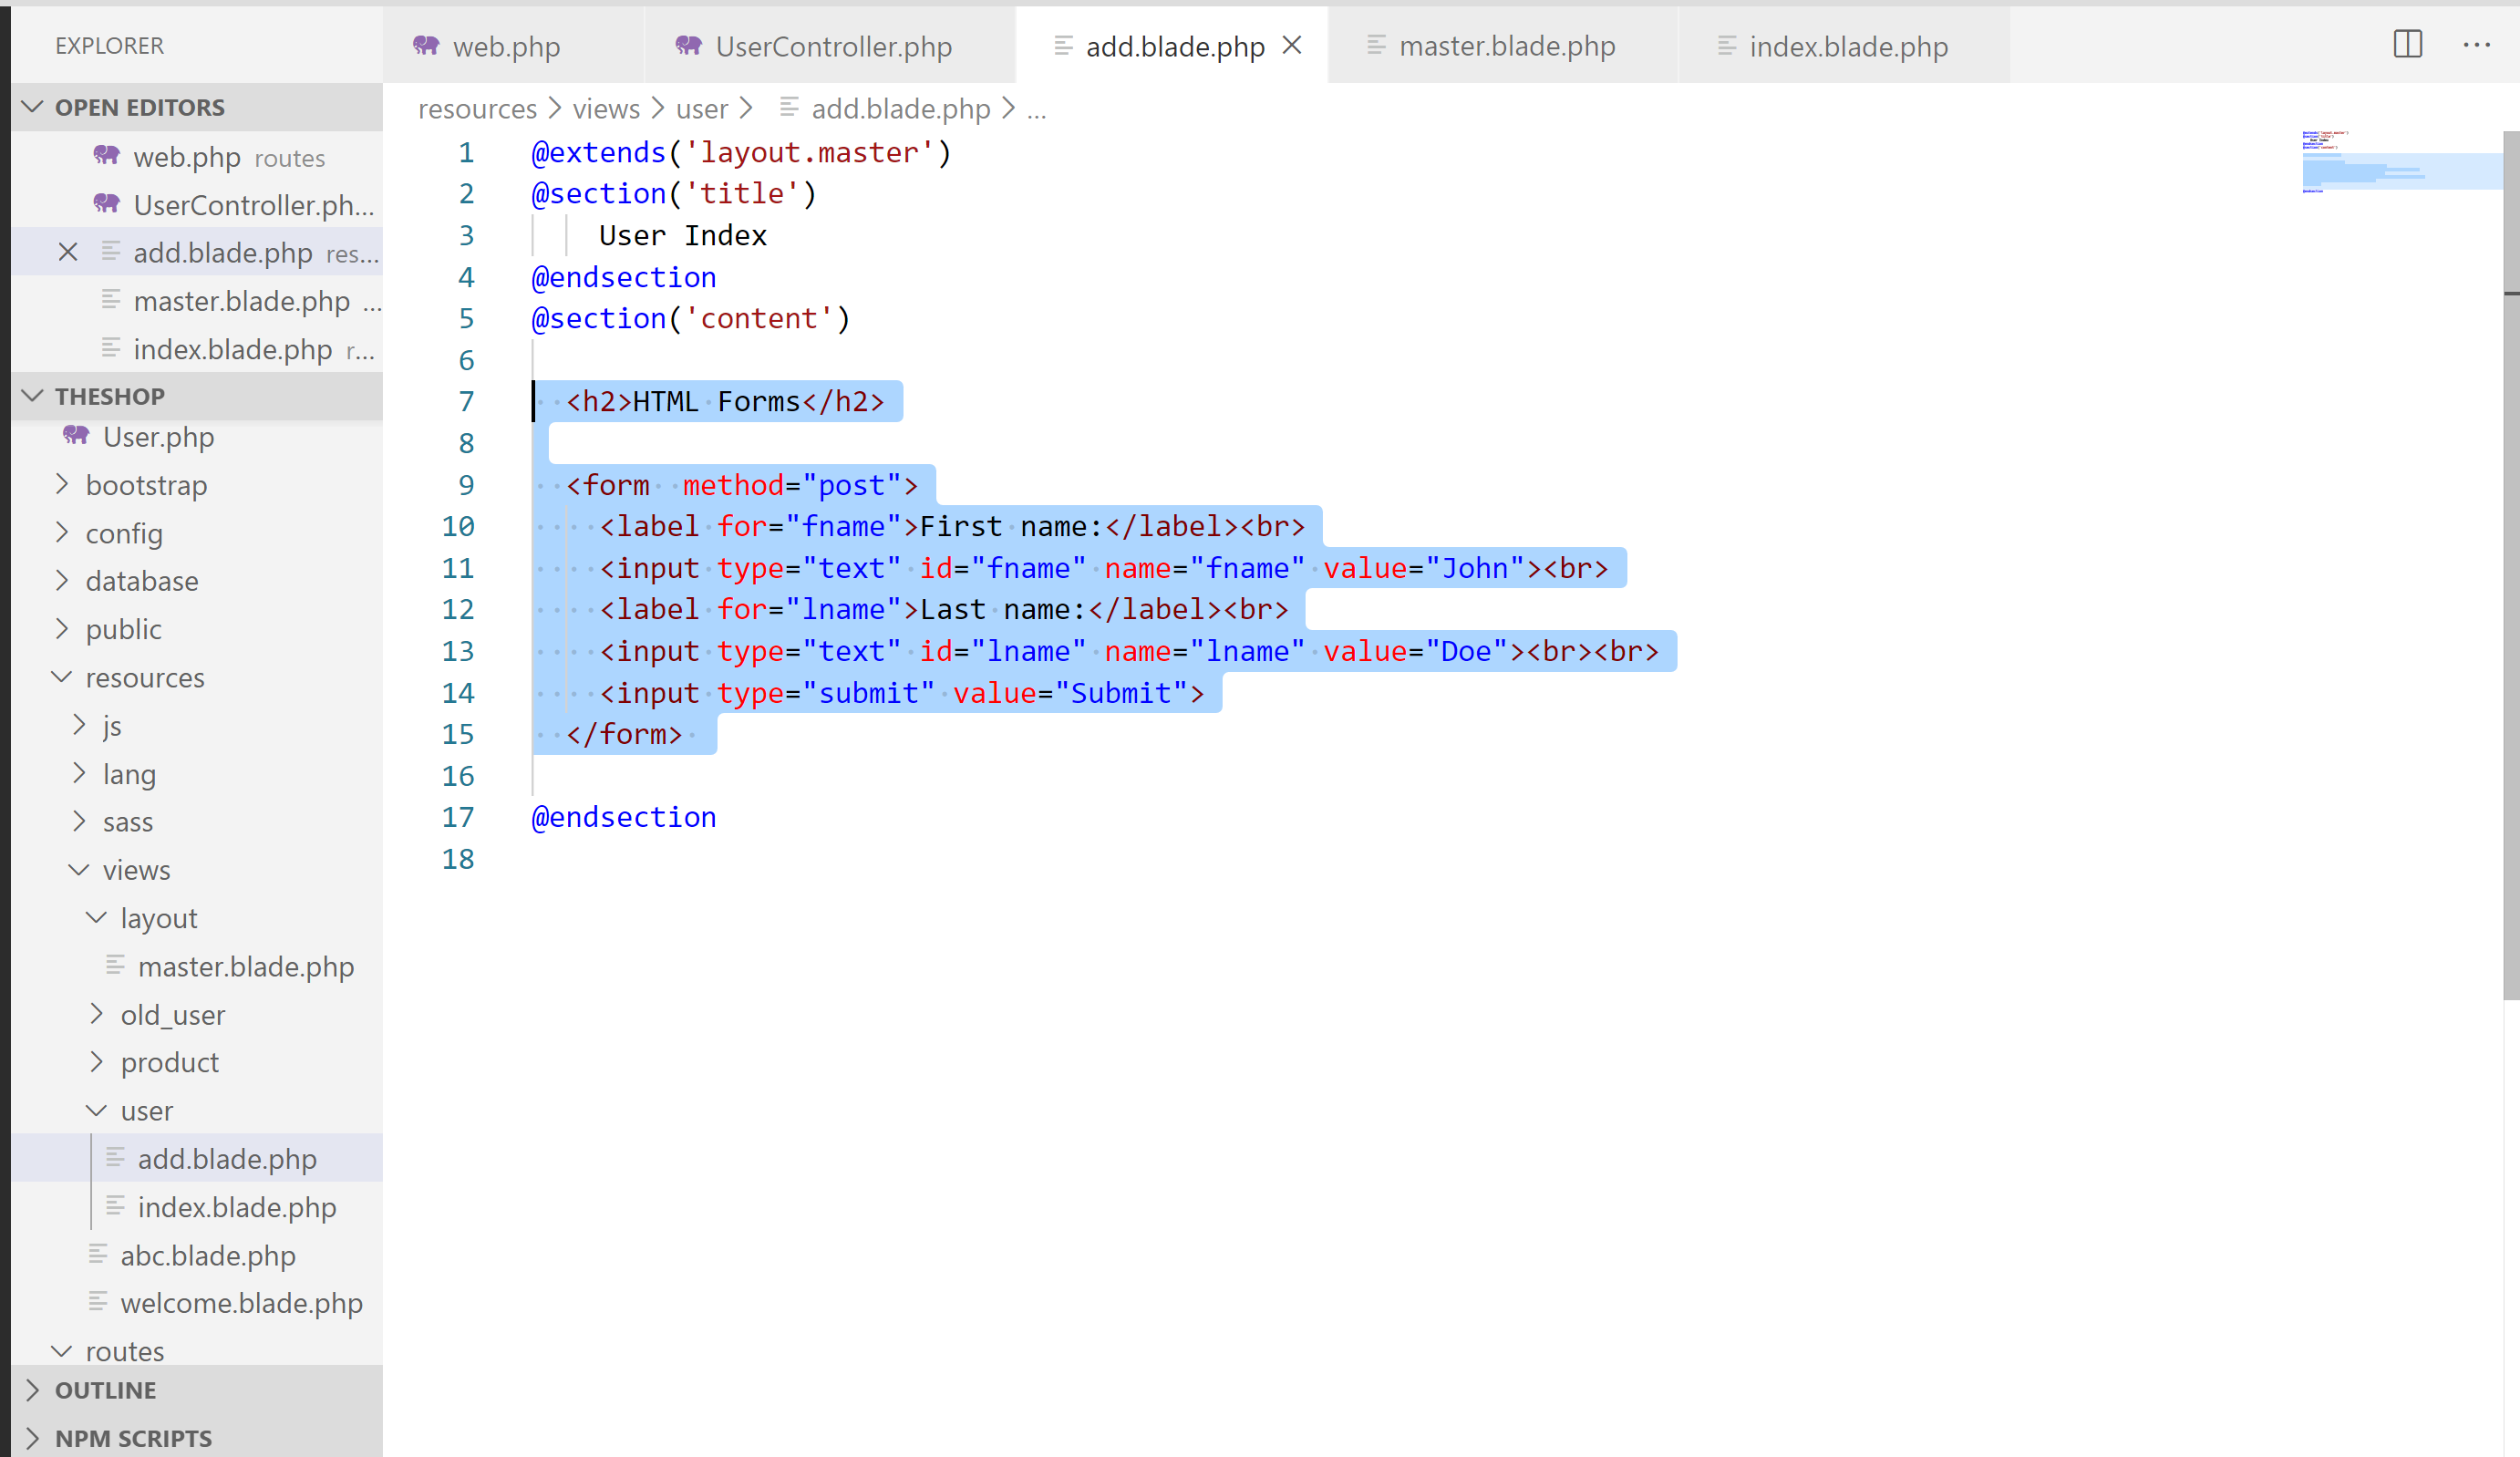 EXPLORER
OPEN EDITORS
web.php routes
UserController.ph...
add.blade.php res...
master.blade.php ...
index.blade.php r...
THESHOP
User.php
bootstrap
config
database
public
resources
js
lang
sass
views
layout
master.blade.php
old_user
product
user
add.blade.php
index.blade.php
abc.blade.php
welcome.blade.php
routes
OUTLINE
NPM SCRIPTS
web.php UserController.php add.blade.php master.blade.php index.blade.php
resources > views > user > add.blade.php > ...
1 @extends('layout.master')
2 @section('title')
3 User Index
4 @endsection
5 @section('content')
6
7 <h2>HTML Forms</h2>
8
9 <form  method="post">
10 <label for="fname">First name:</label><br>
11 <input type="text" id="fname" name="fname" value="John"><br>
12 <label for="lname">Last name:</label><br>
13 <input type="text" id="lname" name="lname" value="Doe"><br><br>
14 <input type="submit" value="Submit">
15 </form>
16
17 @endsection
18